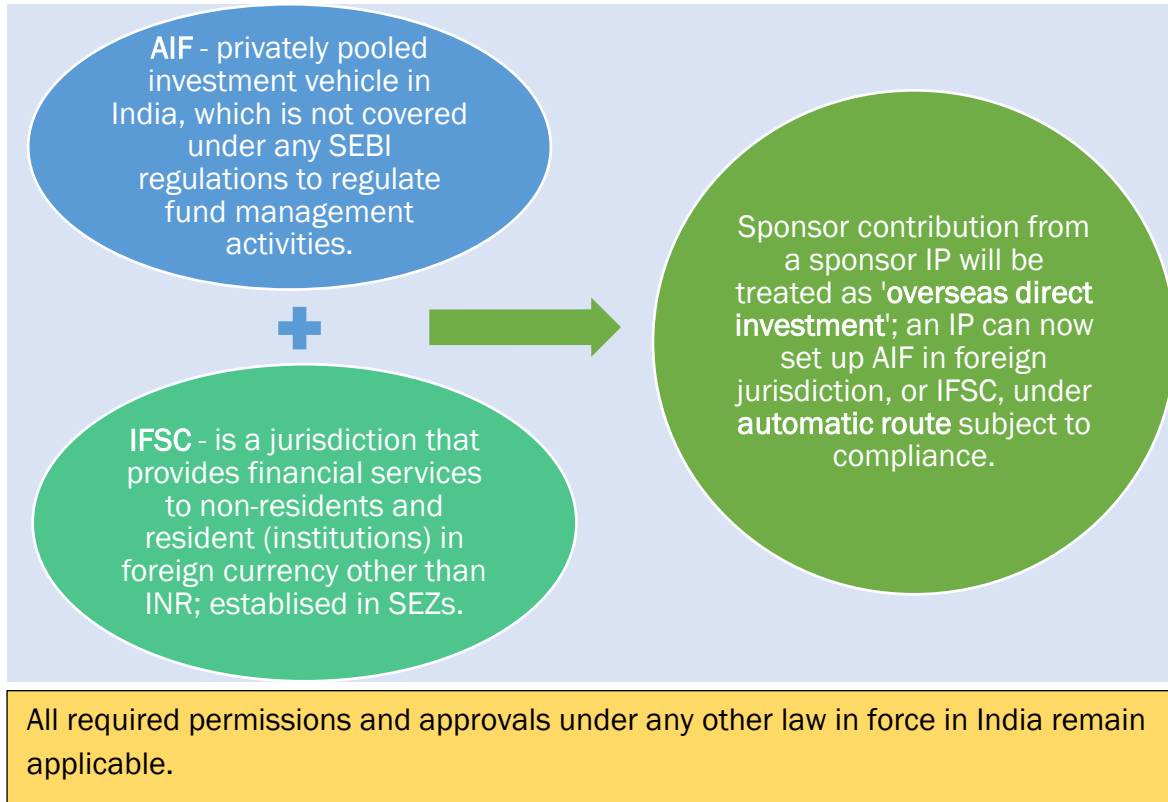 AIF - privately pooled
investment vehicle in
India, which is not covered
under any SEBI
regulations to regulate
fund management
activities.
IFSC - is a jurisdiction that
provides financial services
to non-residents and
resident (institutions) in
foreign currency other than
INR; establised in SEZs.
Sponsor contribution from
a sponsor IP will be
treated as 'overseas direct
investment'; an IP can now
set up AIF in foreign
jurisdiction, or IFSC, under
automatic route subject to
compliance.
All required permissions and approvals under any other law in force in India remain
applicable.